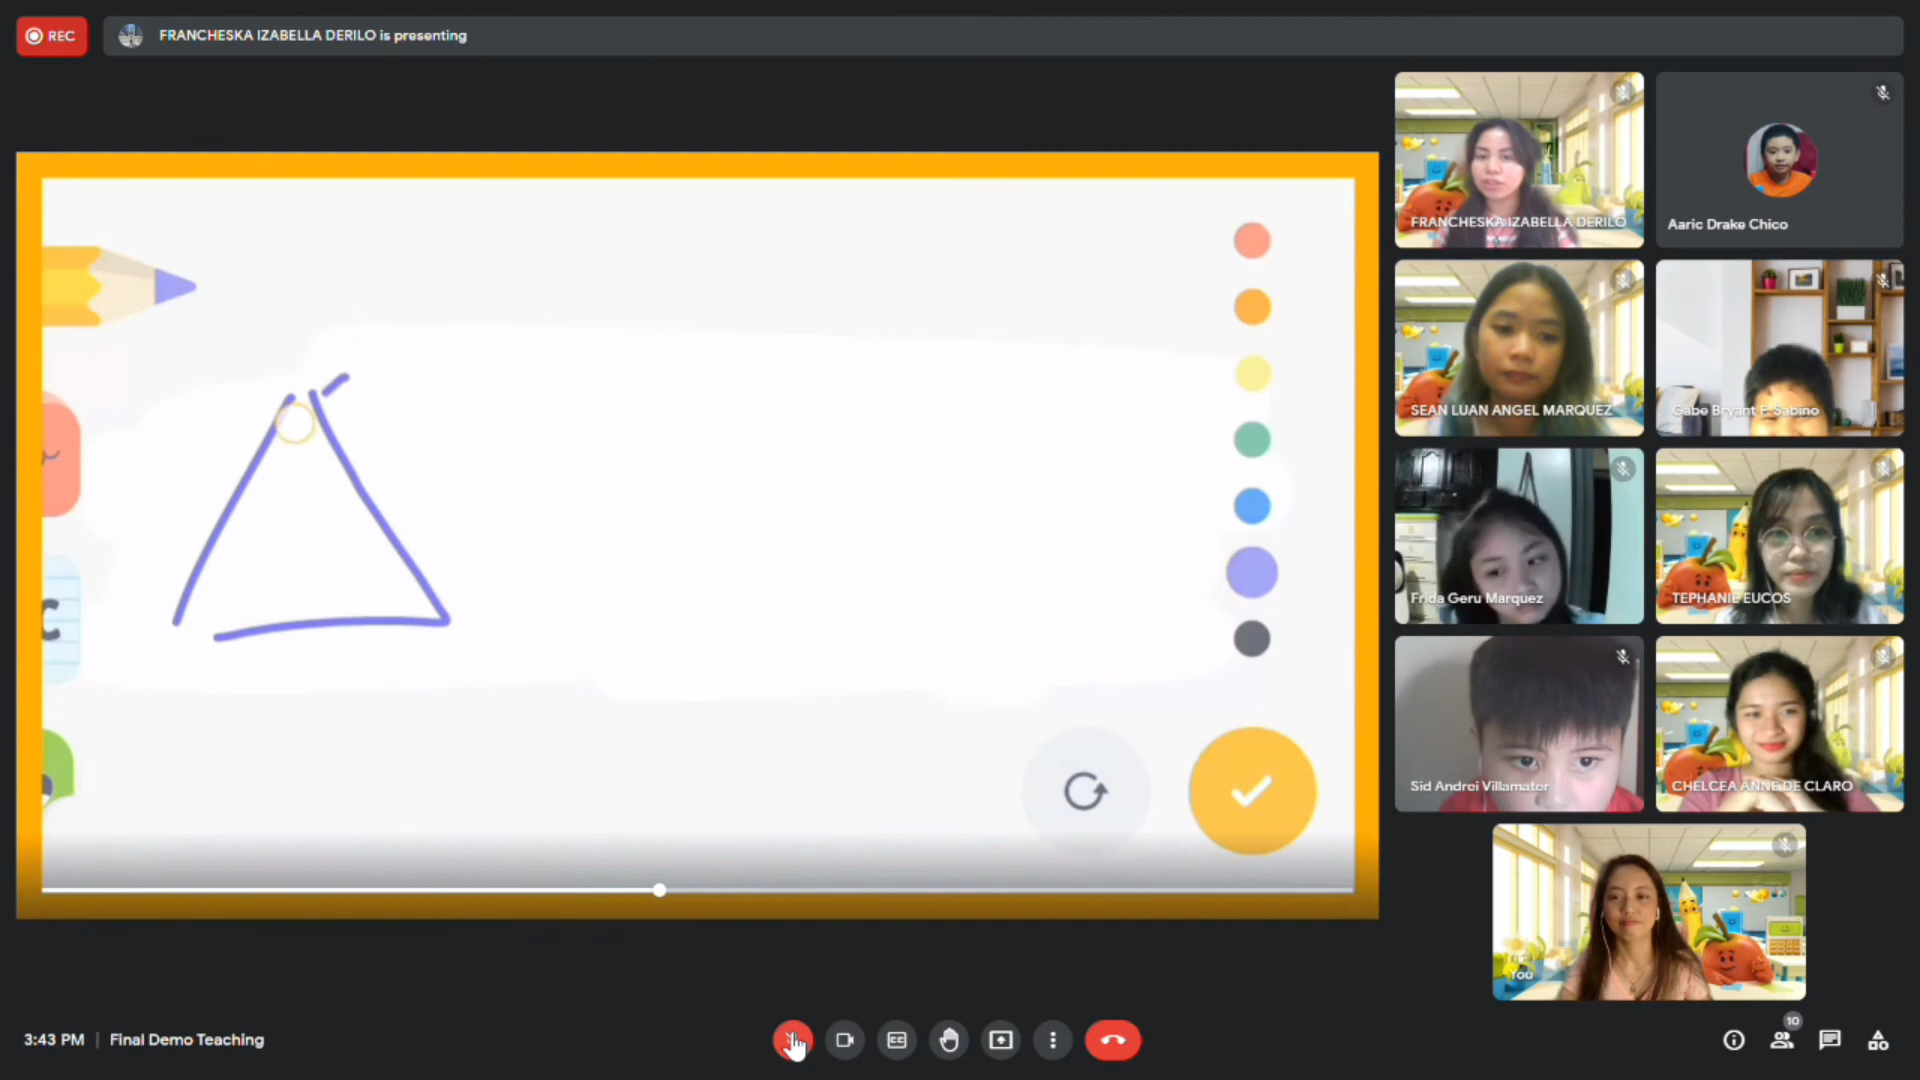 REC
FRANCHESKA IZABELLA DERILO is presenting
FRANCHESKA IZABELLA DERILO
Aaric Drake Chico
SEAN LUAN ANGEL MARQUEZ
Gabe Bryant P. Sabino
Frida Geru Marquez
TEPHANIE EUCOS
Sid Andrei Villamater
CHELCEA ANNE DE CLARO
YOU
C
3:43 PM | Final Demo Teaching
CC
10